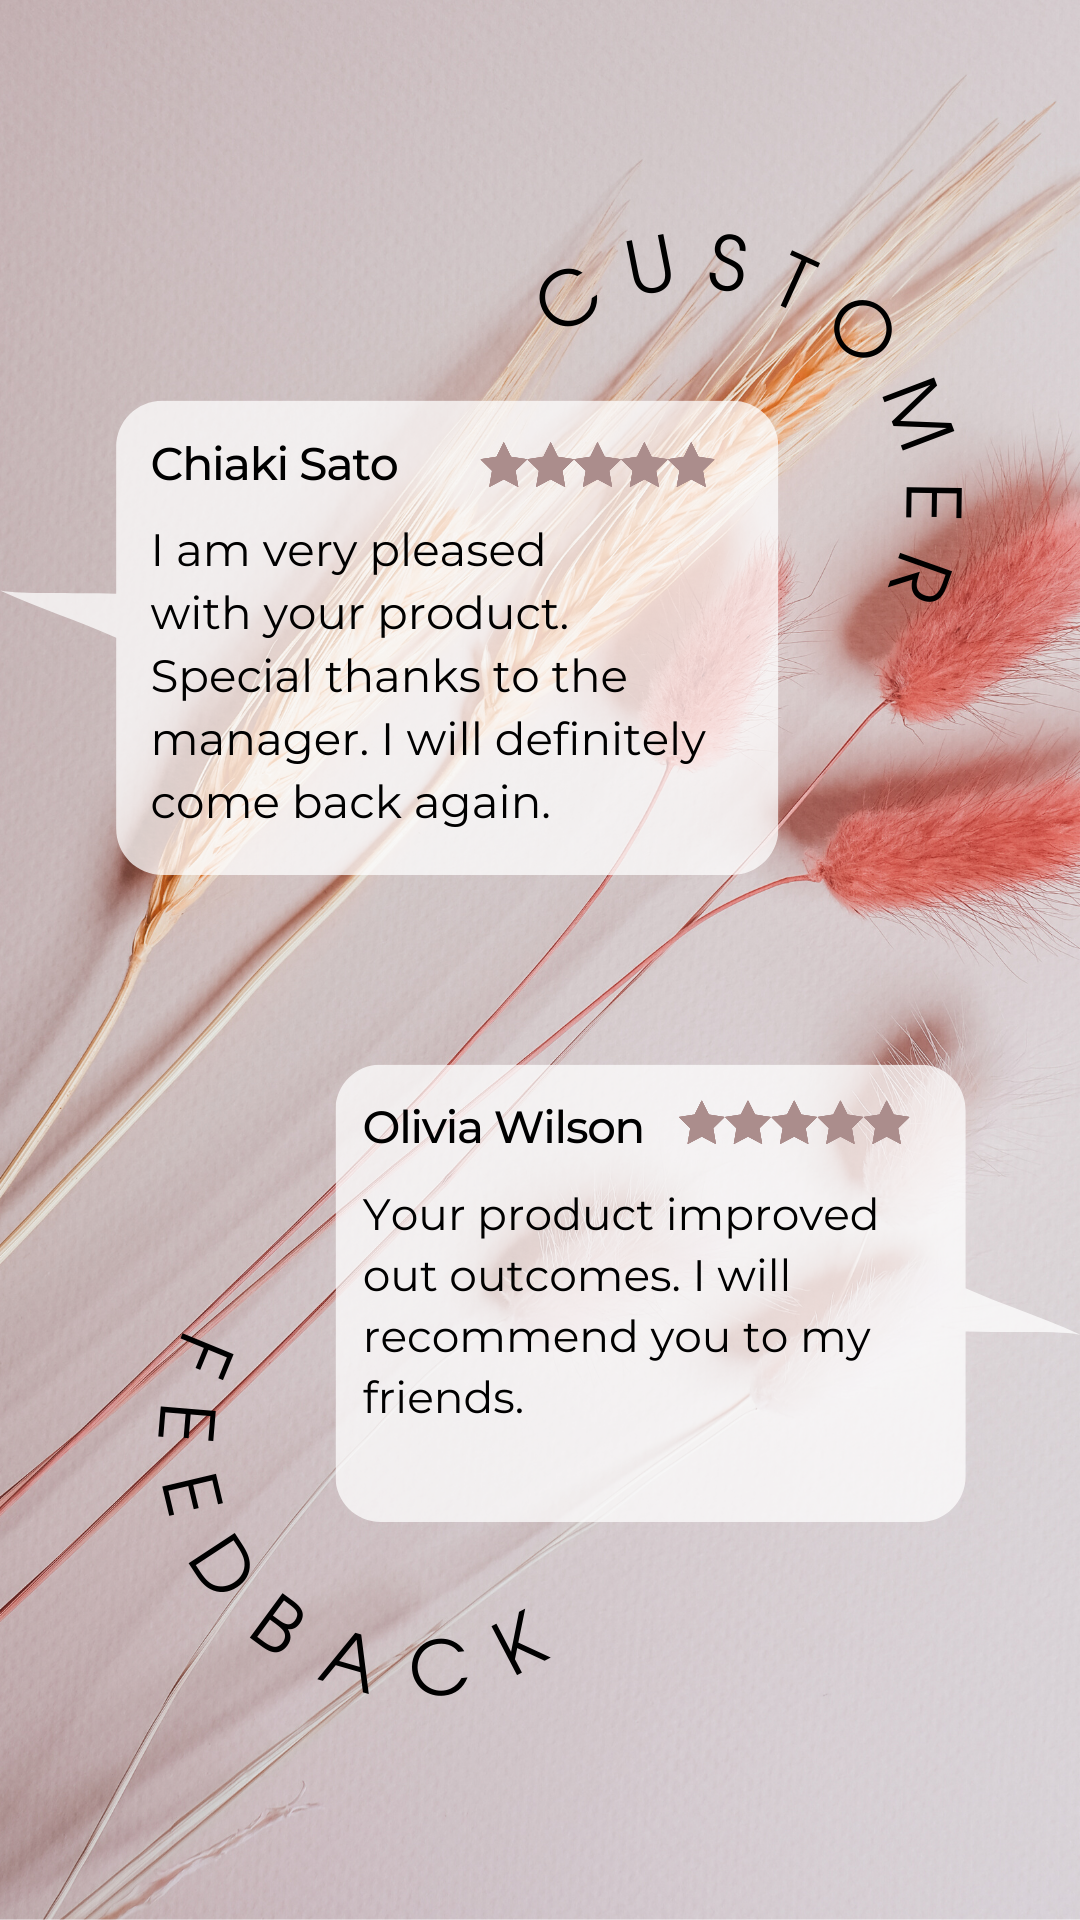 CUSTOMER
Chiaki Sato
I am very pleased
with your product.
Special thanks to the
manager. I will definitely
come back again.
Olivia Wilson
Your product improved
out outcomes. I will
recommend you to my
friends.
FEEDBACK